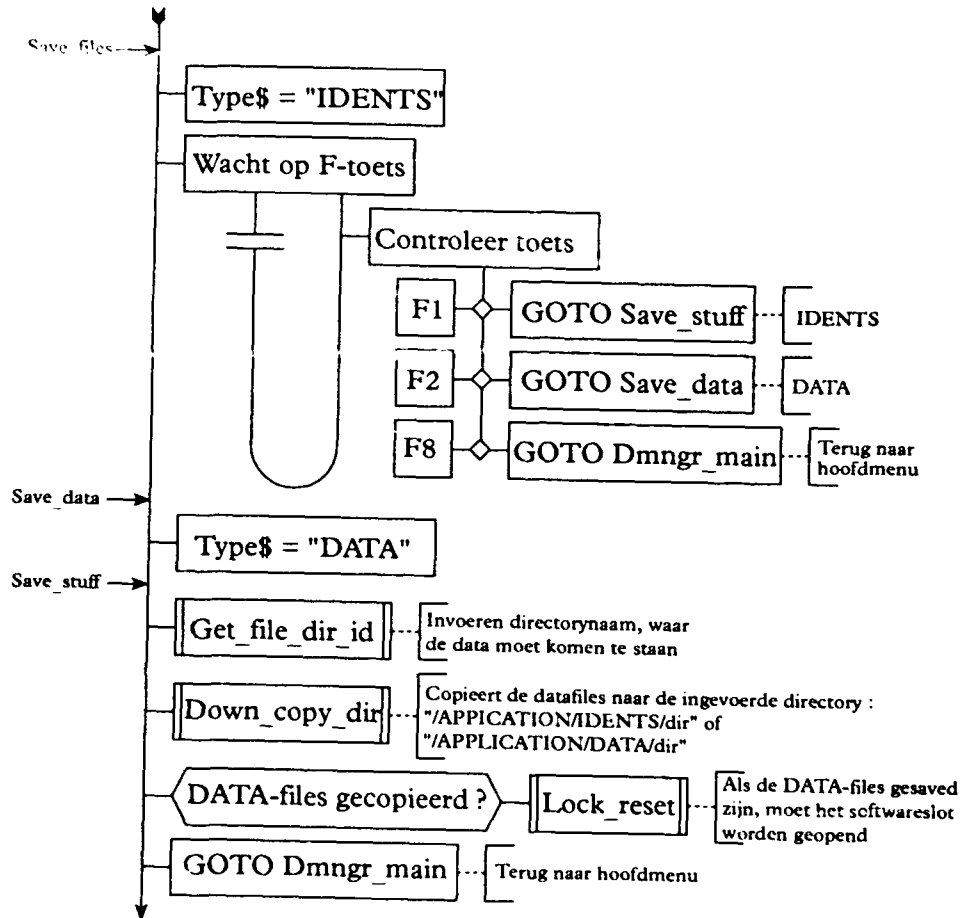 Save_files
Type$ = "IDENTS"
Wacht op F-toets
Controleer toets
F1
GOTO Save_stuff
IDENTS
F2
GOTO Save_data
DATA
F8
GOTO Dmngr_main
Terug naar
hoofdmenu
Save_data
Type$ = "DATA"
Save_stuff
Get_file_dir_id
Invoeren directorynaam, waar
de data moet komen te staan
Down_copy_dir
Copieert de datafiles naar de ingevoerde directory :
"/APPICATION/IDENTS/dir" of
"/APPLICATION/DATA/dir"
DATA-files gecopieerd ?
Lock_reset
Als de DATA-files gesaved
zijn, moet het softwareslot
worden geopend
GOTO Dmngr_main
Terug naar hoofdmenu